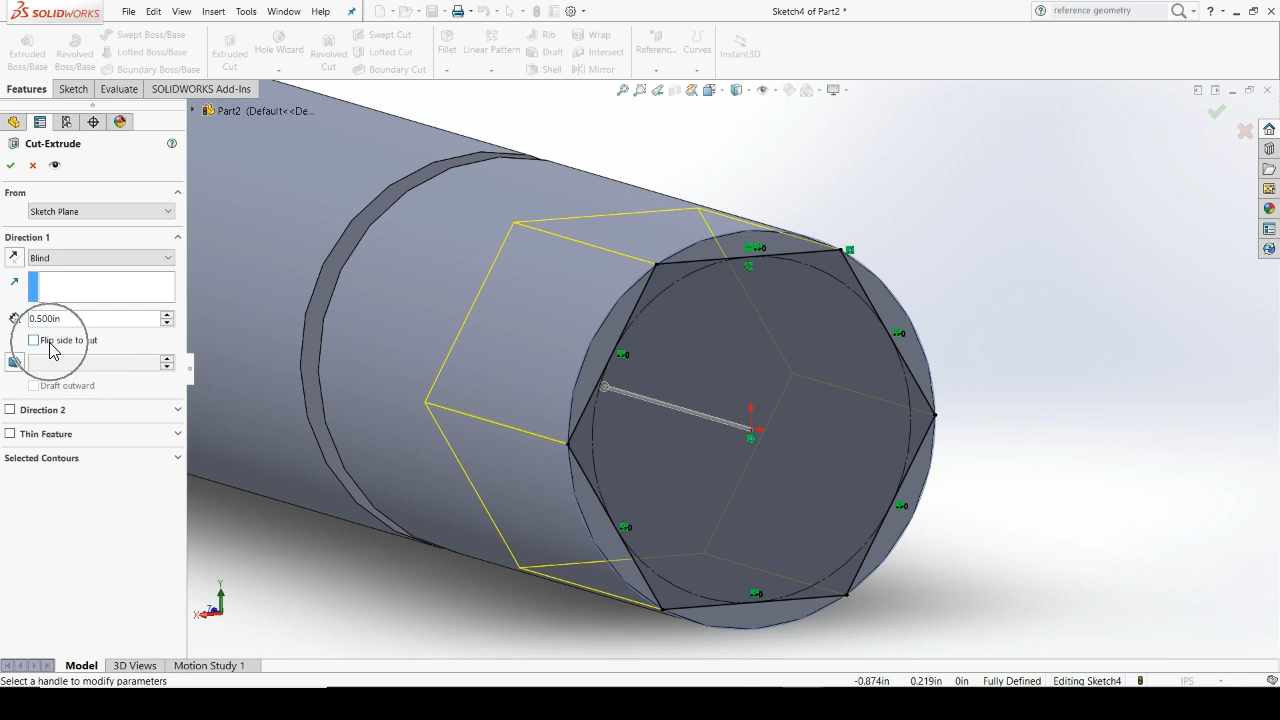 SOLIDWORKS File Edit View Insert Tools Window Help Sketch4 of Part2 * reference geometry
Extruded Boss/Base Revolved Boss/Base Swept Boss/Base Lofted Boss/Base Boundary Boss/Base Extruded Cut Hole Wizard Revolved Cut Swept Cut Lofted Cut Boundary Cut Fillet Linear Pattern Rib Draft Shell Wrap Intersect Mirror Referenc... Curves Instant3D
Features Sketch Evaluate SOLIDWORKS Add-Ins
Part2 (Default<<De...
Cut-Extrude
From
Sketch Plane
Direction 1
Blind
0.500in
Flip side to cut
Draft outward
Direction 2
Thin Feature
Selected Contours
Y
X Z
Model 3D Views Motion Study 1
Select a handle to modify parameters -0.874in 0.219in 0in Fully Defined Editing Sketch4 IPS